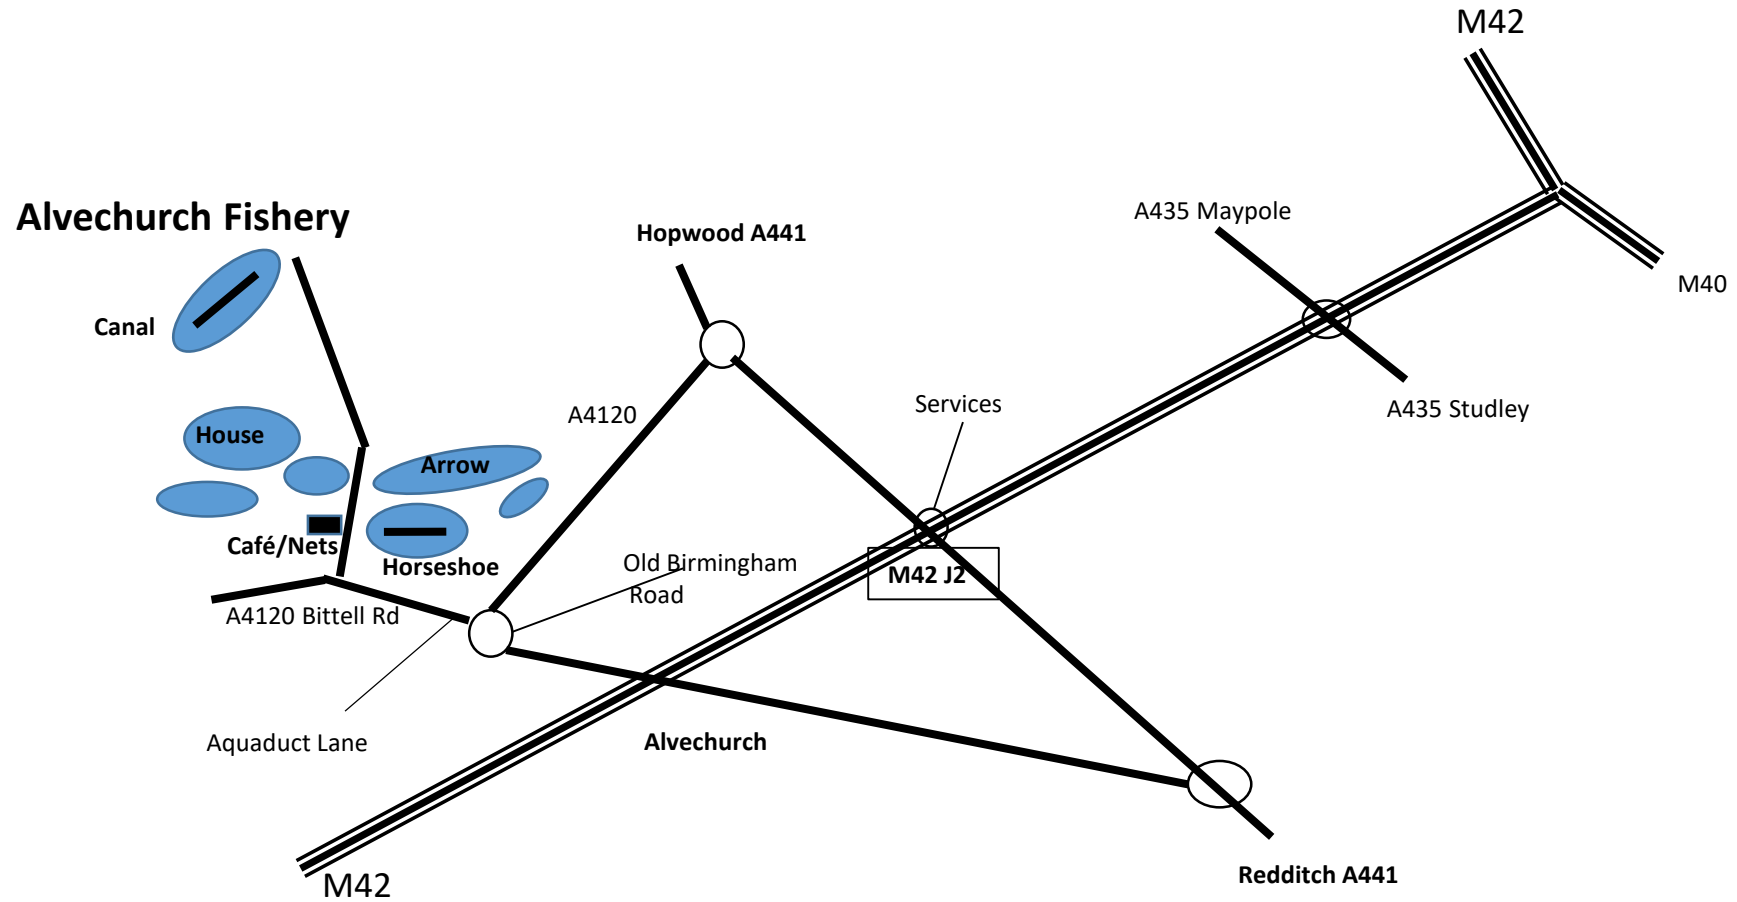 M42
Alvechurch Fishery
A435 Maypole
Hopwood A441
M40
Canal
Services
A4120
A435 Studley
House
Arrow
Café/Nets
Horseshoe
Old Birmingham
Road
M42 J2
A4120 Bittell Rd
Aquaduct Lane
Alvechurch
M42
Redditch A441